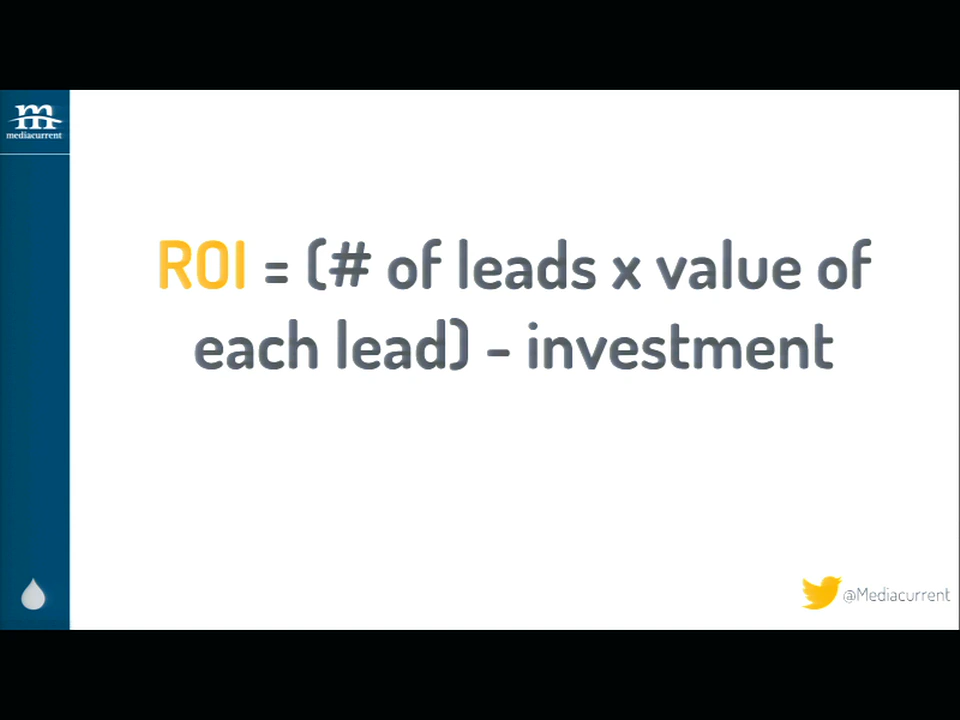 m
mediacurrent
ROI = (# of leads x value of
each lead) - investment
@Mediacurrent